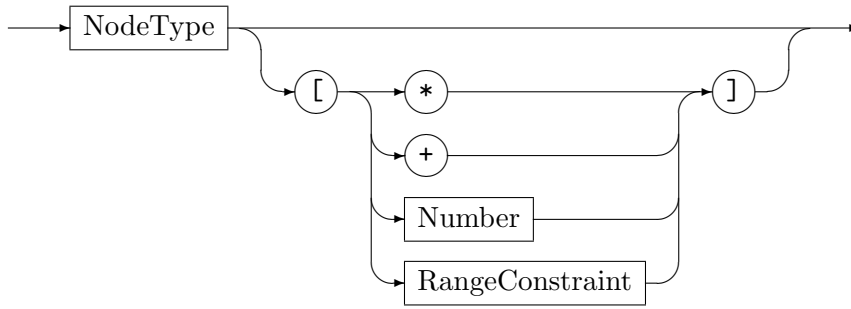 NodeType
[ * ]
+
Number
RangeConstraint